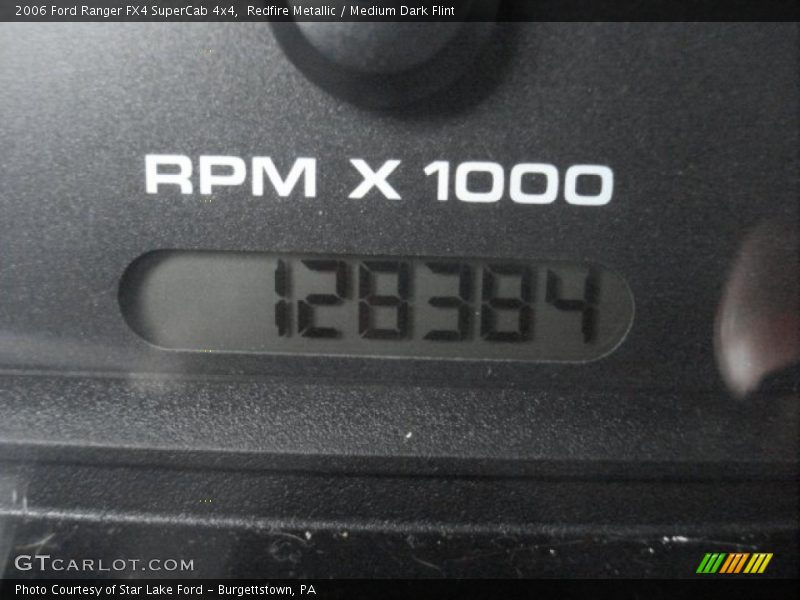 2006 Ford Ranger FX4 SuperCab 4x4, Redfire Metallic / Medium Dark Flint
RPM X 1000
128384
GTCARLOT.COM
Photo Courtesy of Star Lake Ford - Burgettstown, PA